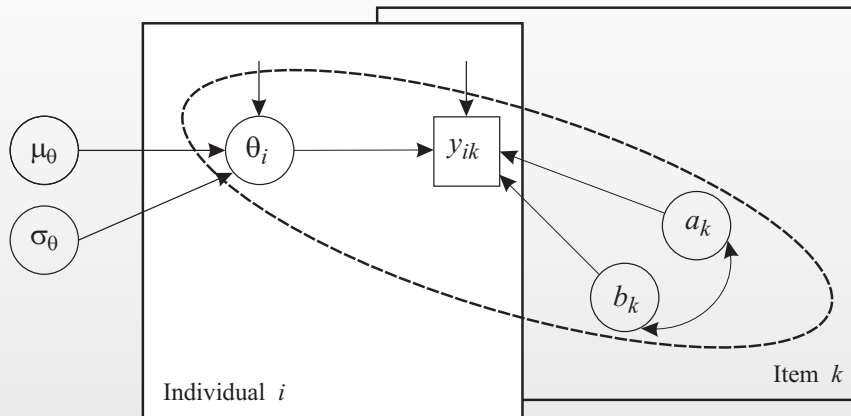 μθ
θi
yik
σθ
ak
bk
Individual i
Item k